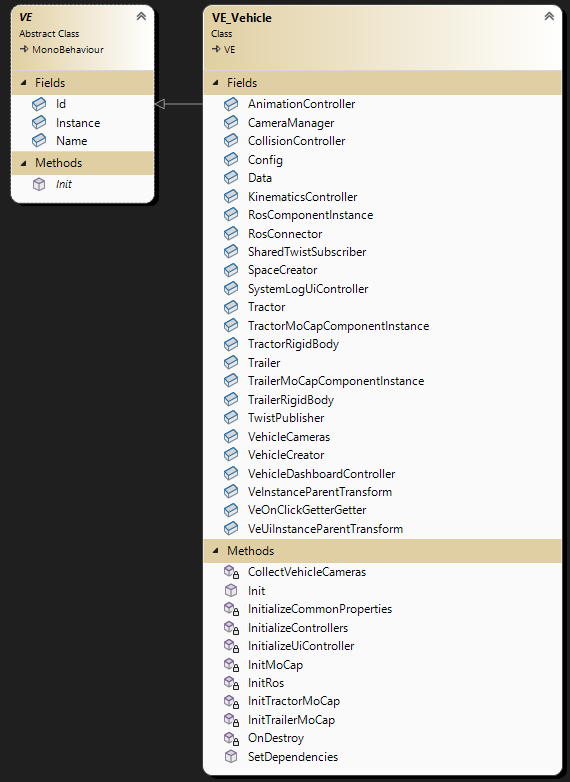 VE
Abstract Class
MonoBehaviour
Fields
Id
Instance
Name
Methods
Init
VE_Vehicle
Class
VE
Fields
AnimationController
CameraManager
CollisionController
Config
Data
KinematicsController
RosComponentInstance
RosConnector
SharedTwistSubscriber
SpaceCreator
SystemLogUiController
Tractor
TractorMoCapComponentInstance
TractorRigidBody
Trailer
TrailerMoCapComponentInstance
TrailerRigidBody
TwistPublisher
VehicleCameras
VehicleCreator
VehicleDashboardController
VeInstanceParentTransform
VeOnClickGetterGetter
VeUiInstanceParentTransform
Methods
CollectVehicleCameras
Init
InitializeCommonProperties
InitializeControllers
InitializeUiController
InitMoCap
InitRos
InitTractorMoCap
InitTrailerMoCap
OnDestroy
SetDependencies